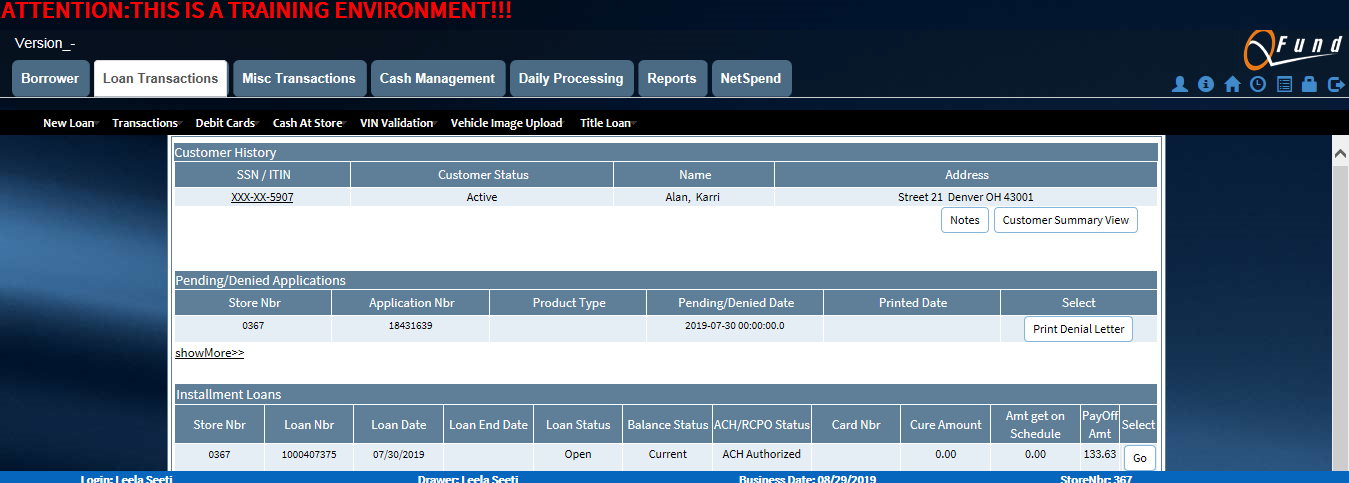 ATTENTION:THIS IS A TRAINING ENVIRONMENT!!!
Version_-
QFund
Borrower Loan Transactions Misc Transactions Cash Management Daily Processing Reports NetSpend
New Loan Transactions Debit Cards Cash At Store VIN Validation Vehicle Image Upload Title Loan
Customer History
SSN / ITIN Customer Status Name Address
XXX-XX-5907 Active Alan, Karri Street 21 Denver OH 43001
Notes Customer Summary View
Pending/Denied Applications
Store Nbr Application Nbr Product Type Pending/Denied Date Printed Date Select
0367 18431639 2019-07-30 00:00:00.0 Print Denial Letter
showMore>>
Installment Loans
Store Nbr Loan Nbr Loan Date Loan End Date Loan Status Balance Status ACH/RCPO Status Card Nbr Cure Amount Amt get on Schedule PayOff Amt Select
0367 1000407375 07/30/2019 Open Current ACH Authorized 0.00 0.00 133.63 Go
Login: Leela Seeti Drawer: Leela Seeti Business Date: 08/29/2019 StoreNbr: 367